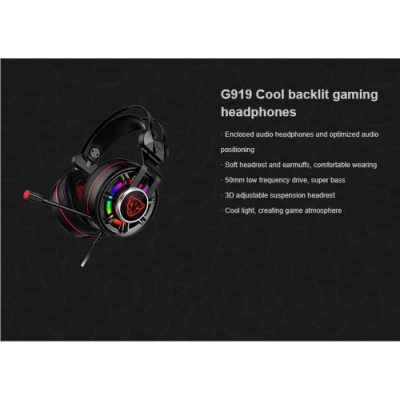 G919 Cool backlit gaming
headphones
· Enclosed audio headphones and optimized audio
positioning
· Soft headrest and earmuffs, comfortable wearing
· 50mm low frequency drive, super bass
· 3D adjustable suspension headrest
· Cool light, creating game atmosphere